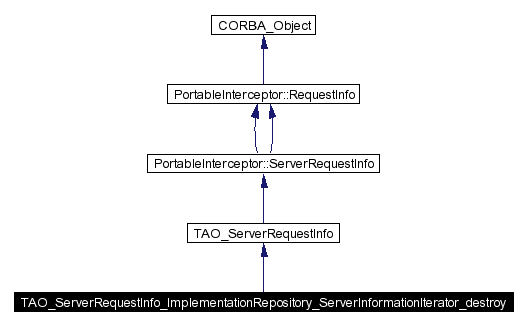 CORBA_Object
PortableInterceptor::RequestInfo
PortableInterceptor::ServerRequestInfo
TAO_ServerRequestInfo
TAO_ServerRequestInfo_ImplementationRepository_ServerInformationIterator_destroy